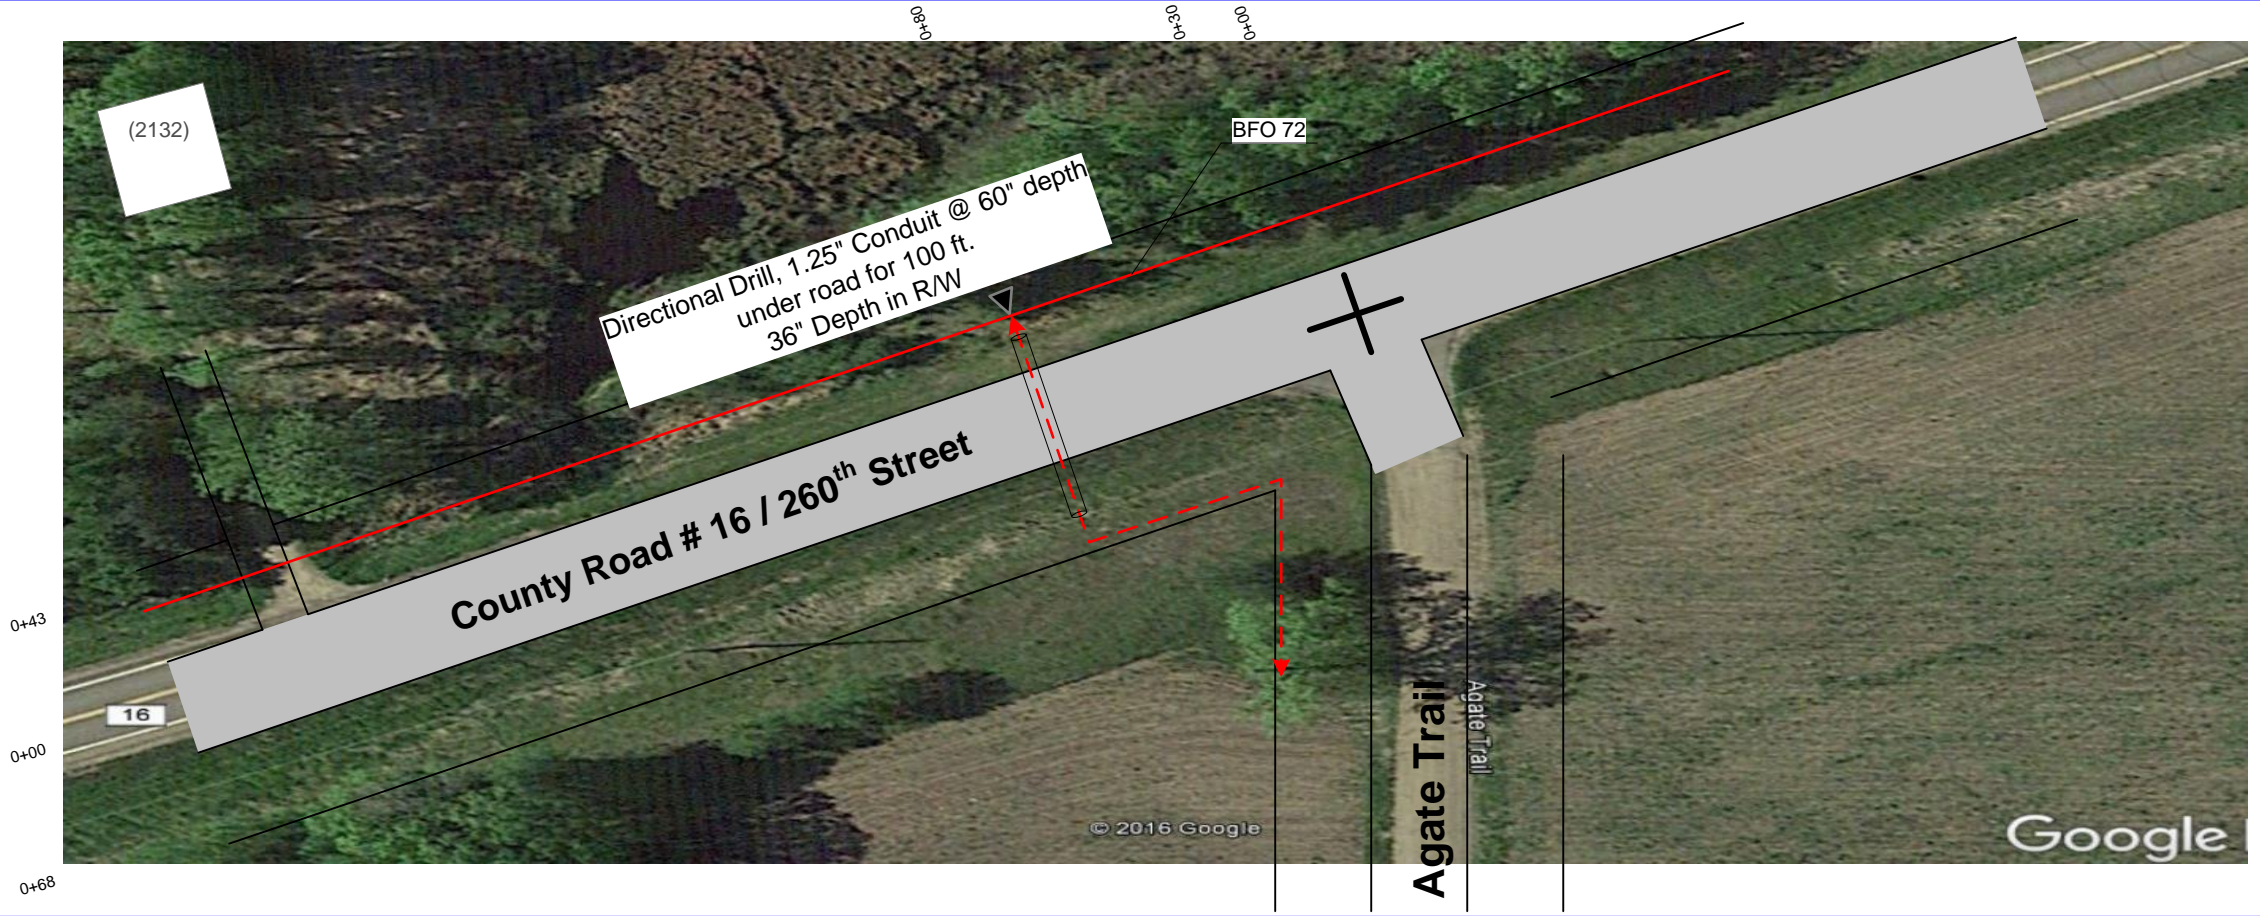 0+80
0+30
0+00
(2132)
BFO 72
Directional Drill, 1.25" Conduit @ 60" depth
under road for 100 ft.
36" Depth in R/W
County Road # 16 / 260th Street
0+43
16
0+00
0+68
Agate Trail
Agate Trail
© 2016 Google
Google